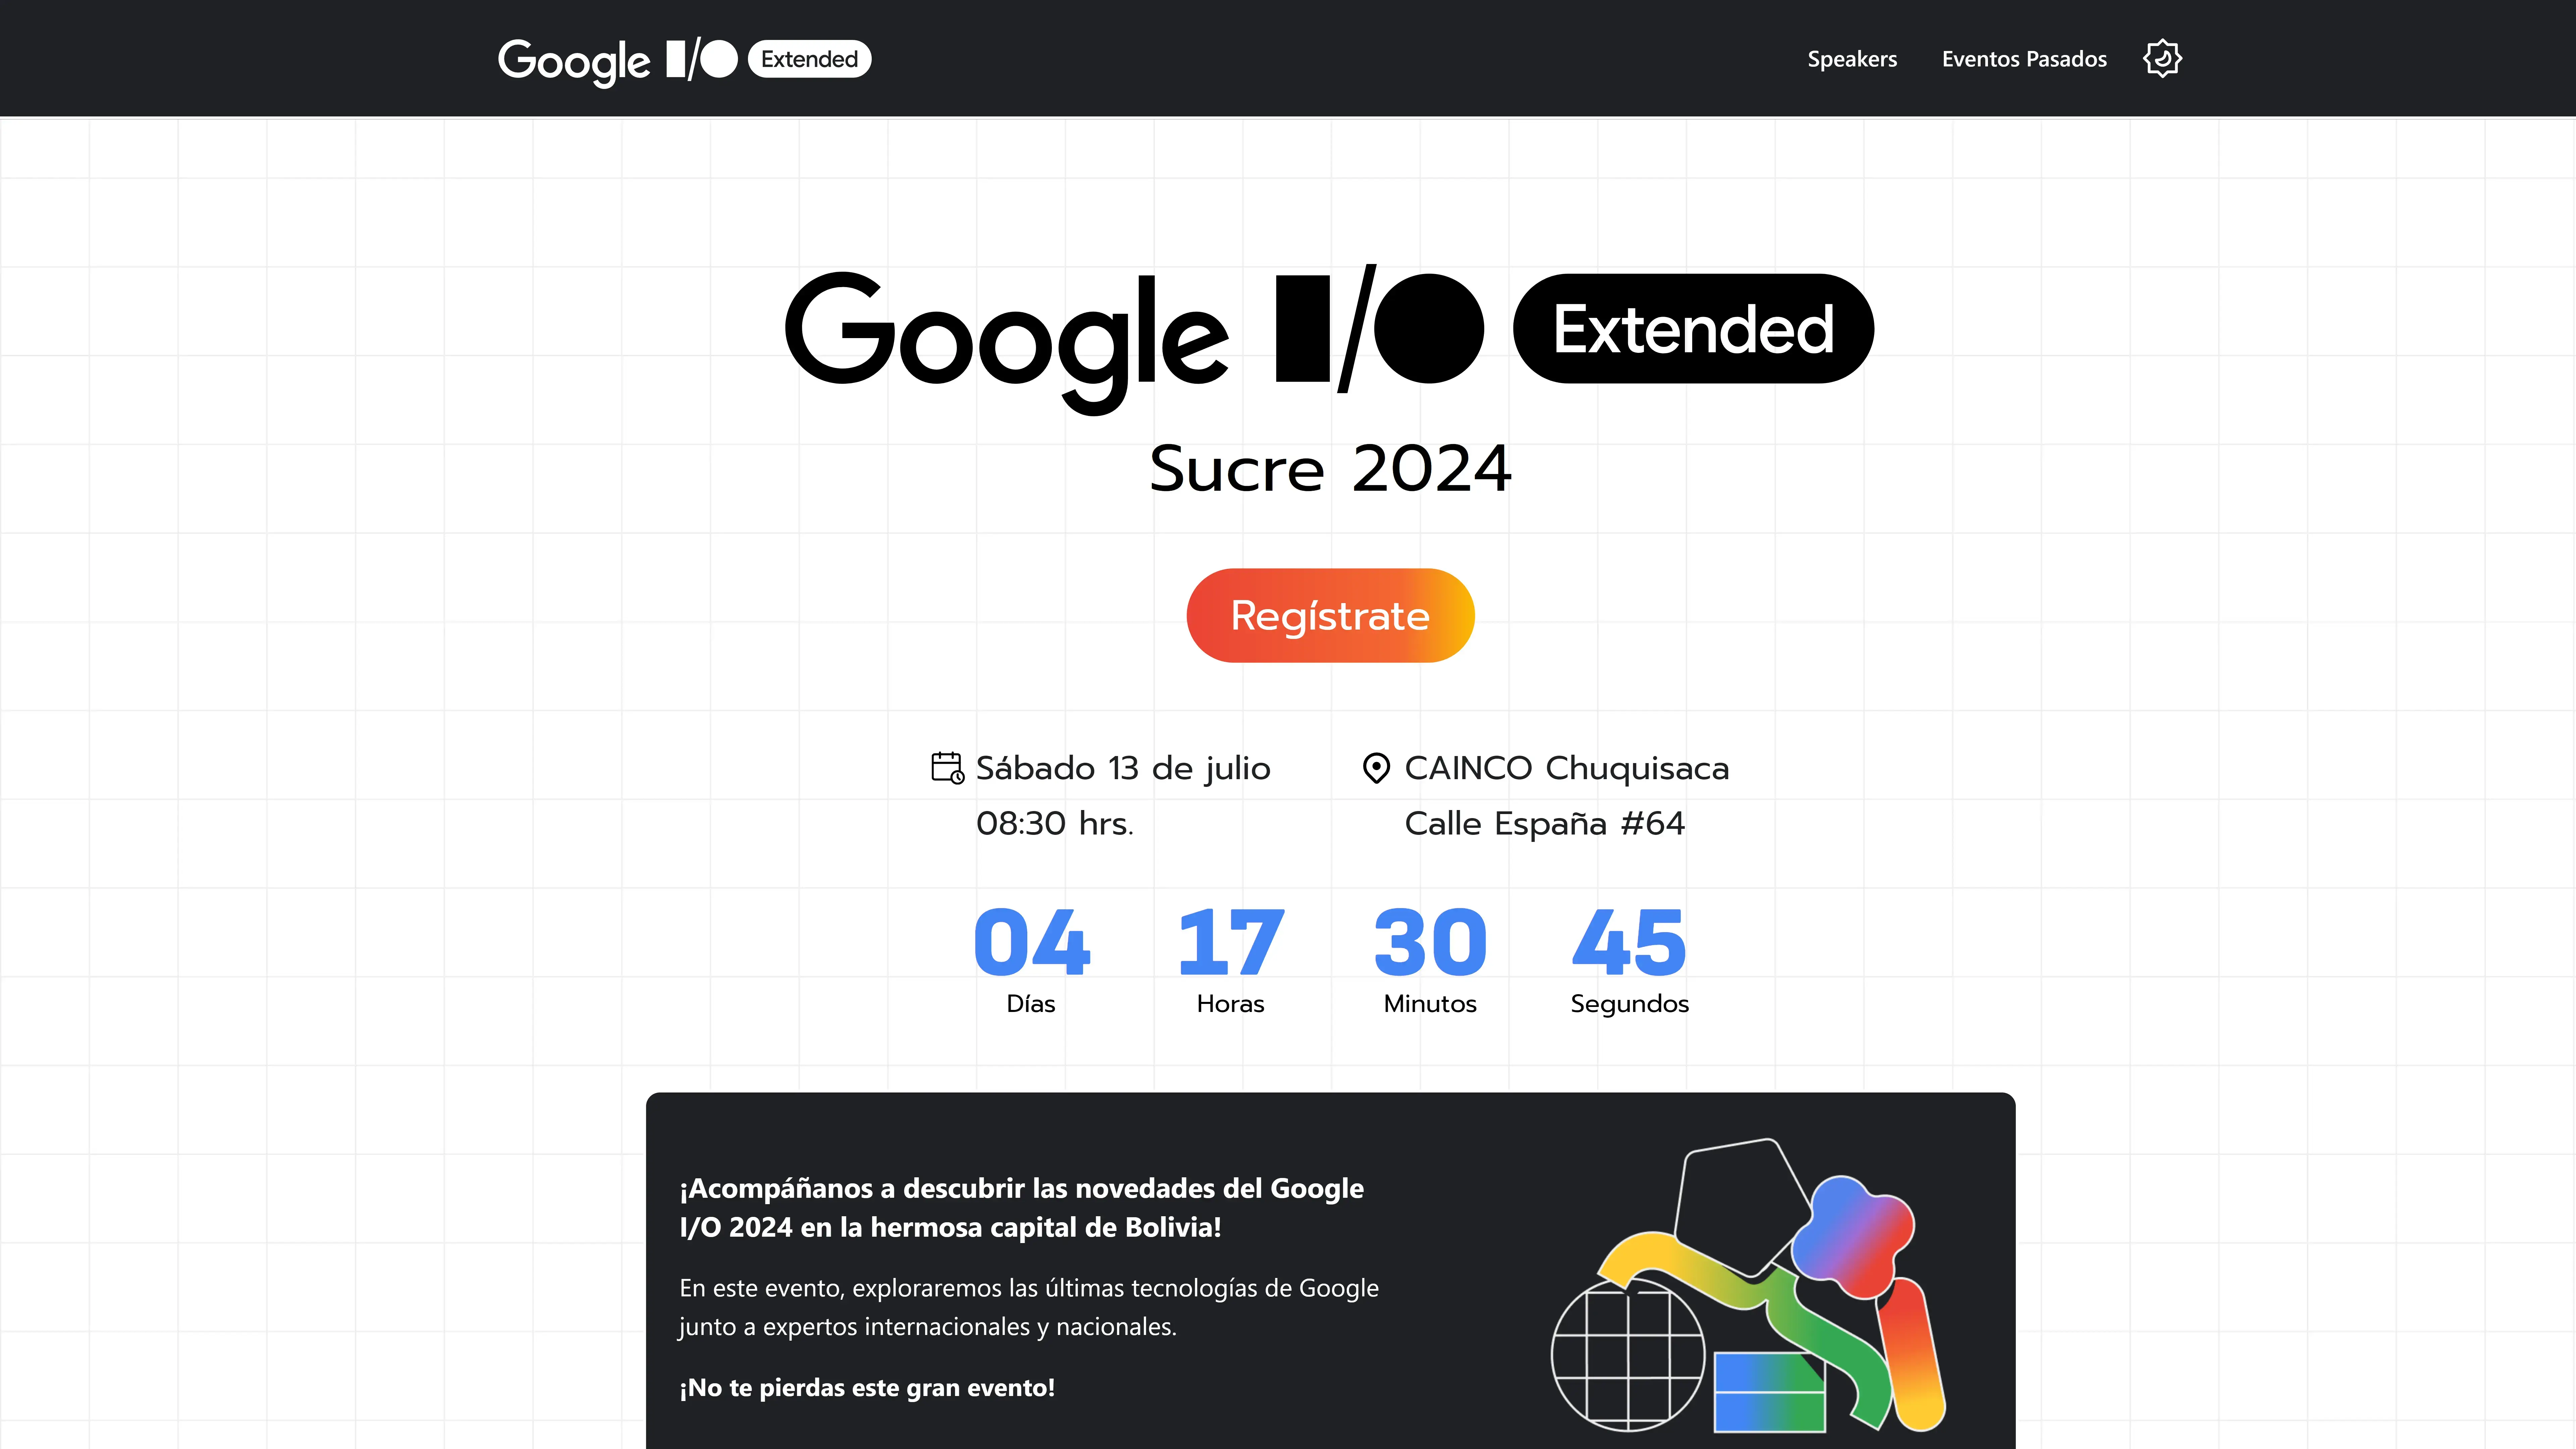 Google I/O Extended
Speakers
Eventos Pasados
Google I/O Extended
Sucre 2024
Regístrate
Sábado 13 de julio
08:30 hrs.
CAINCO Chuquisaca
Calle España #64
04 17 30 45
Días Horas Minutos Segundos
¡Acompáñanos a descubrir las novedades del Google
I/O 2024 en la hermosa capital de Bolivia!
En este evento, exploraremos las últimas tecnologías de Google
junto a expertos internacionales y nacionales.
¡No te pierdas este gran evento!